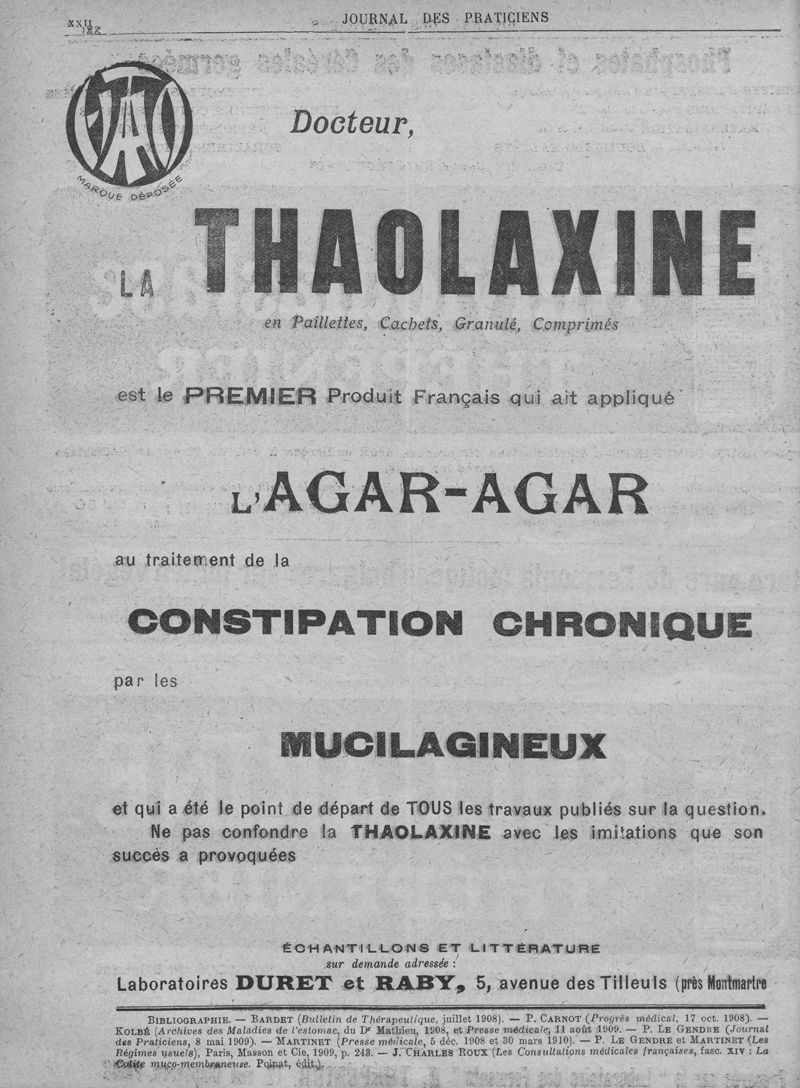 XXII
JOURNAL DES PRATICIENS
MARQUE DÉPOSÉE
Docteur,
LA THAOLAXINE
en Paillettes, Cachets, Granulé, Comprimés
est le PREMIER Produit Français qui ait appliqué
L'AGAR-AGAR
au traitement de la
CONSTIPATION CHRONIQUE
par les
MUCILAGINEUX
et qui a été le point de départ de TOUS les travaux publiés sur la question.
Ne pas confondre la THAOLAXINE avec les imitations que son
succès a provoquées
ÉCHANTILLONS ET LITTÉRATURE
sur demande adressée :
Laboratoires DURET et RABY, 5, avenue des Tilleuls (près Montmartre
BIBLIOGRAPHIE. — BARDET (Bulletin de Thérapeutique, juillet 1908). — P. CARNOT (Progrès médical, 17 oct. 1908). —
KOLBÉ (Archives des Maladies de l'estomac, du Dr Mathieu, 1908, et Presse médicale, 11 août 1909. — P. LE GENDRE (Journal
des Praticiens, 8 mai 1909). — MARTINET (Presse médicale, 5 déc. 1908 et 30 mars 1910). — P. LE GENDRE et MARTINET (Les
Régimes usuels), Paris, Masson et Cie, 1909, p. 243. — J. CHARLES ROUX (Les Consultations médicales françaises, fasc. XIV : La
Colite muco-membraneuse. Poinat, édit.).